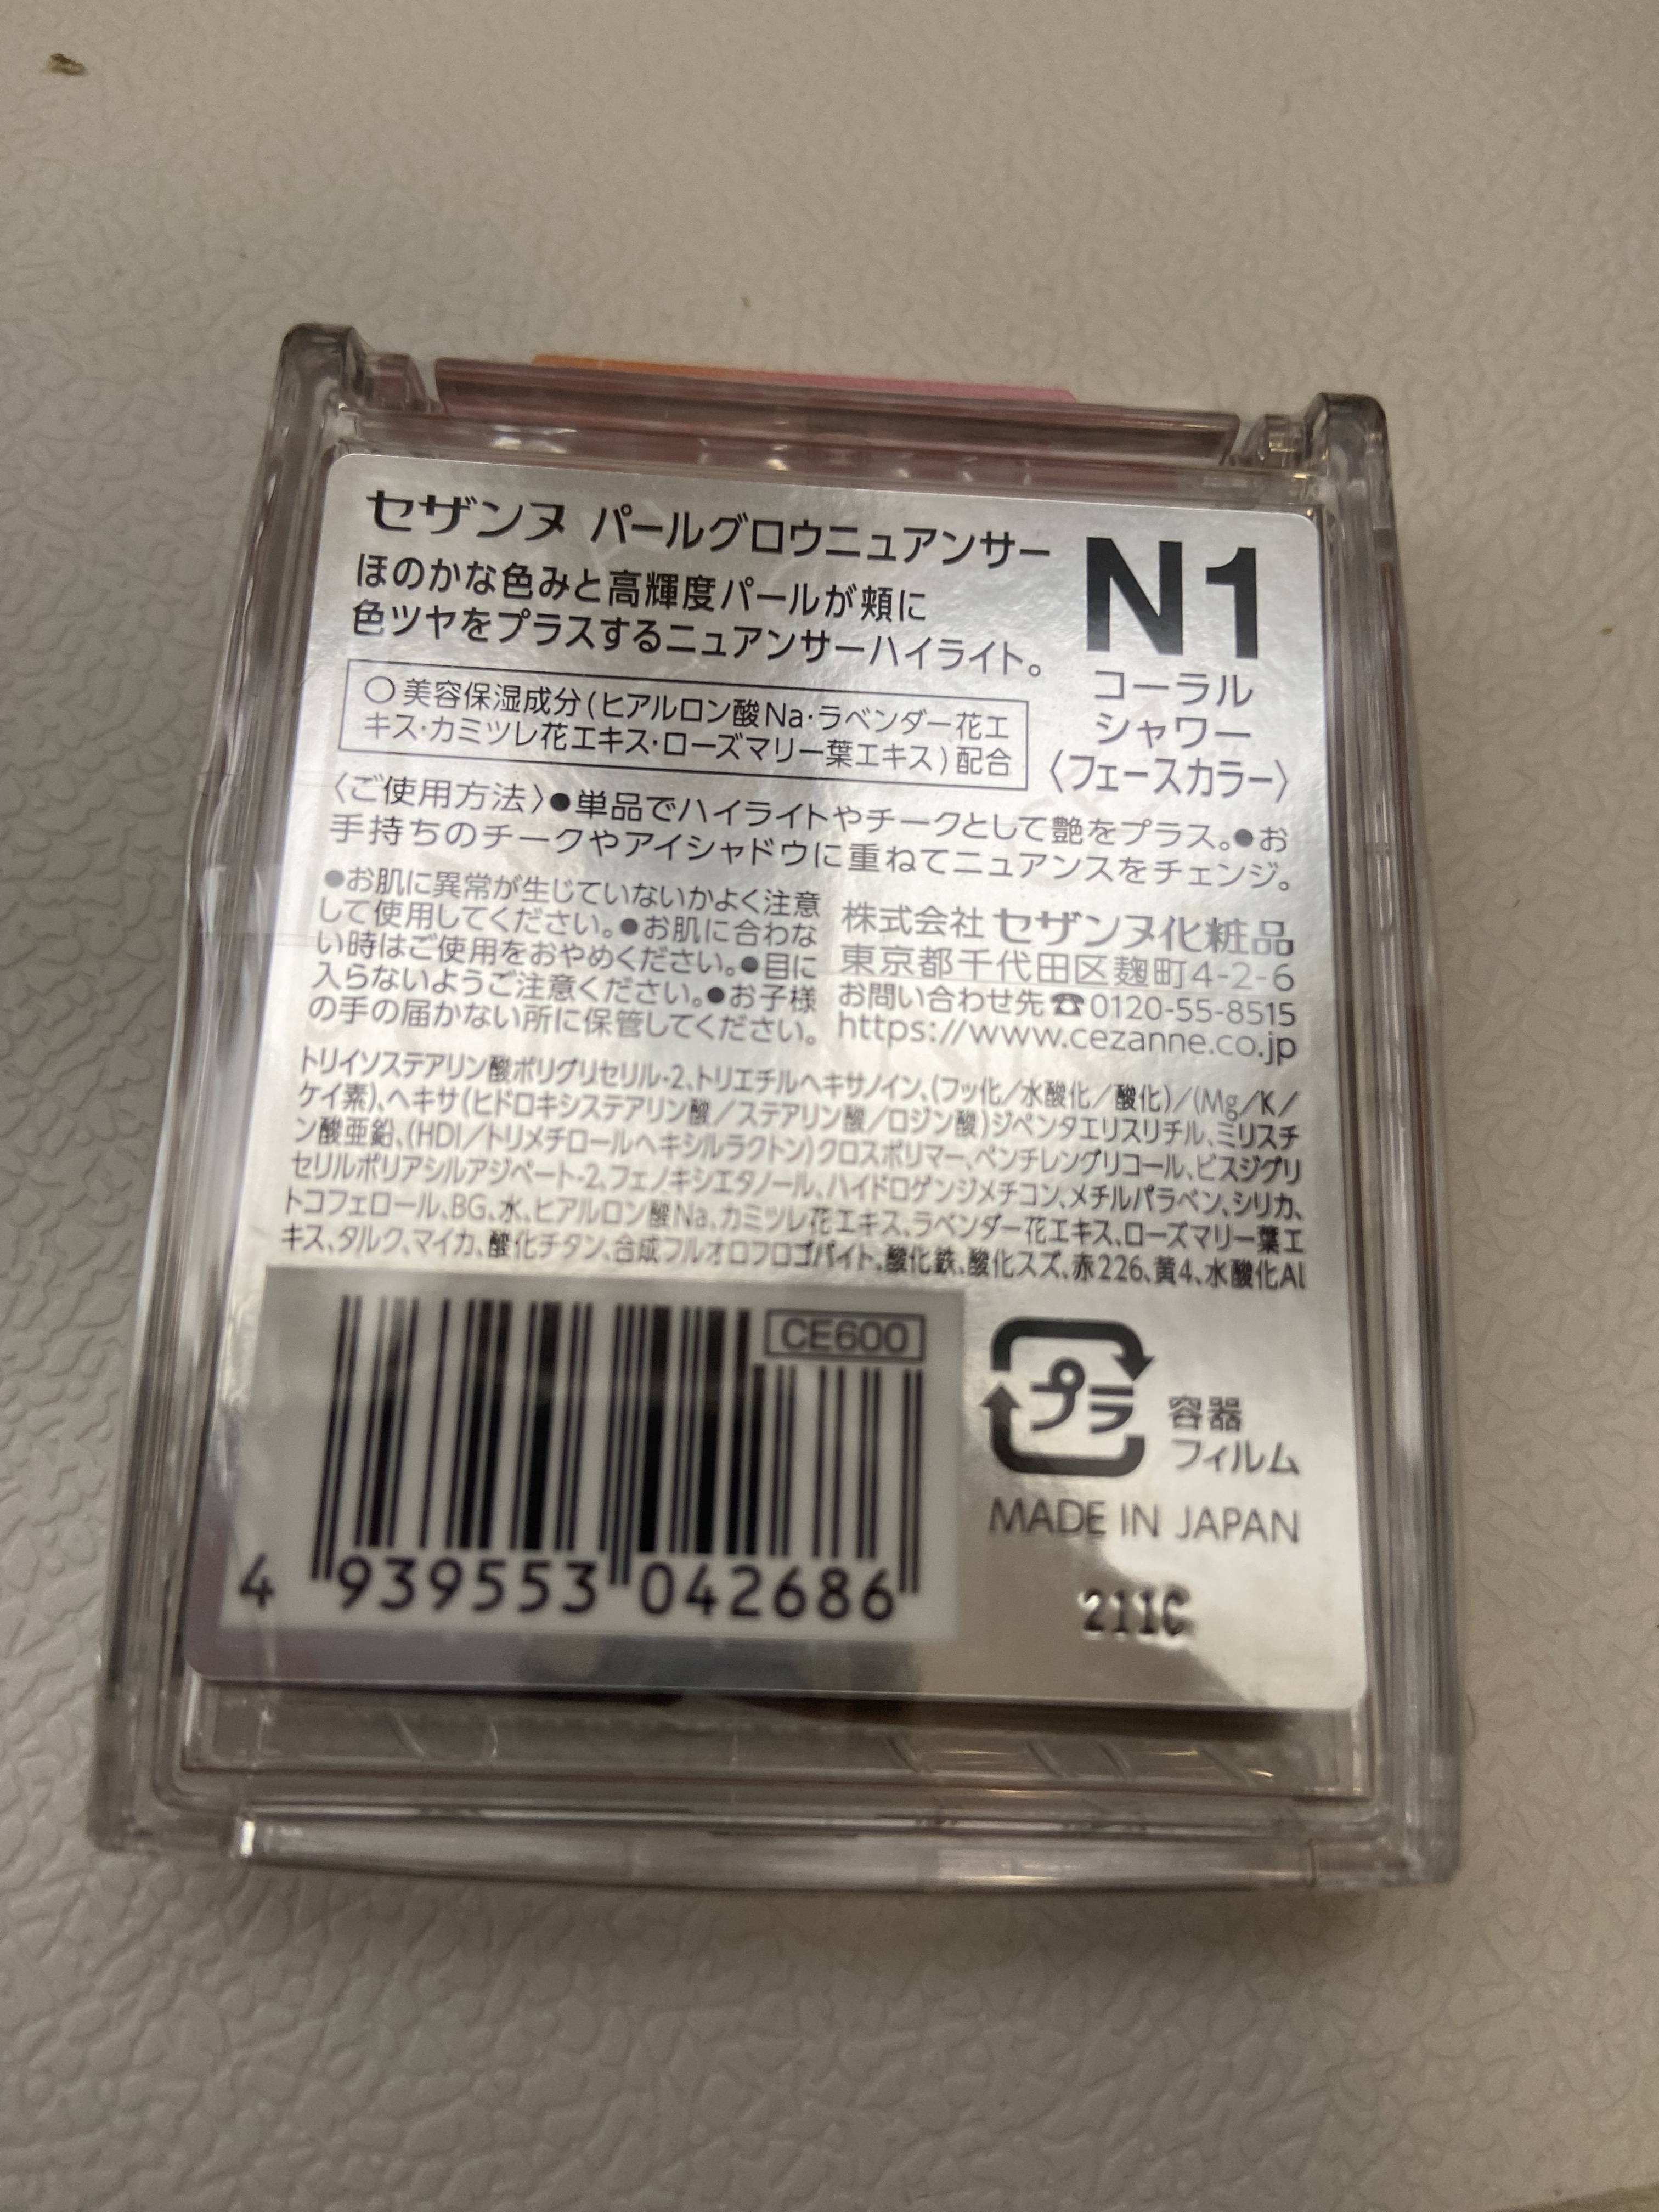 セザンヌ パールグロウニュアンサー
N1
コーラル
シャワー
〈フェースカラー〉
ほのかな色みと高輝度パールが頬に
色ツヤをプラスするニュアンサーハイライト。
○美容保湿成分(ヒアルロン酸Na・ラベンダー花エ
キス・カミツレ花エキス・ローズマリー葉エキス)配合
〈ご使用方法〉●単品でハイライトやチークとして艶をプラス。●お
手持ちのチークやアイシャドウに重ねてニュアンスをチェンジ。
●お肌に異常が生じていないかよく注意
して使用してください。●お肌に合わな
い時はご使用をおやめください。●目に
入らないようご注意ください。●お子様
の手の届かない所に保管してください。
株式会社 セザンヌ化粧品
東京都千代田区麹町4-2-6
お問い合わせ先☎0120-55-8515
https://www.cezanne.co.jp
トリイソステアリン酸ポリグリセリル-2、トリエチルヘキサノイン、(フッ化/水酸化/酸化)/(Mg/K/
ケイ素)、ヘキサ(ヒドロキシステアリン酸/ステアリン酸/ロジン酸)ジペンタエリスリチル、ミリスチ
ン酸亜鉛、(HDI/トリメチロールヘキシルラクトン)クロスポリマー、ペンチレングリコール、ビスジグリ
セリルポリアシルアジペート-2、フェノキシエタノール、ハイドロゲンジメチコン、メチルパラベン、シリカ、
トコフェロール、BG、水、ヒアルロン酸Na、カミツレ花エキス、ラベンダー花エキス、ローズマリー葉エ
キス、タルク、マイカ、酸化チタン、合成フルオロフロゴパイト、酸化鉄、酸化スズ、赤226、黄4、水酸化Al
CE600
4 939553 042686
プラ
容器
フィルム
MADE IN JAPAN
211C